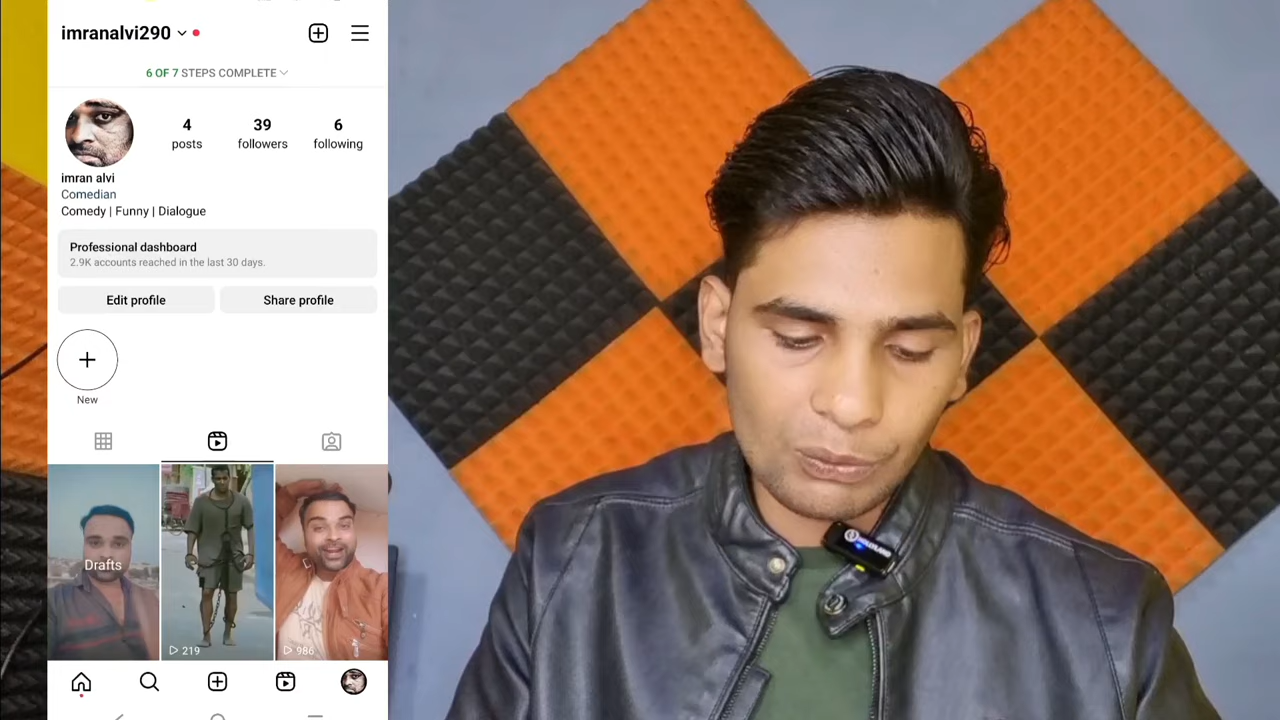 imranalvi290
6 OF 7 STEPS COMPLETE
4
posts
39
followers
6
following
imran alvi
Comedian
Comedy | Funny | Dialogue
Professional dashboard
2.9K accounts reached in the last 30 days.
Edit profile
Share profile
New
Drafts
219
986